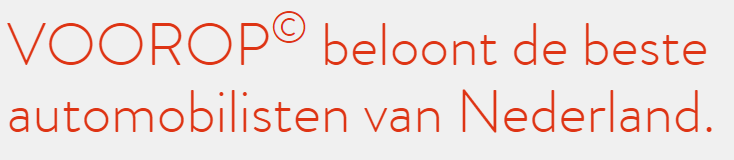 VOOROP© beloont de beste
automobilisten van Nederland.